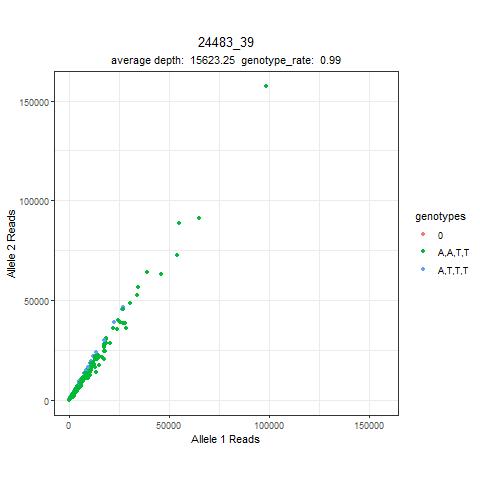 24483_39
average depth:  15623.25  genotype_rate:  0.99
Allele 2 Reads
150000
100000
50000
0
0
50000
100000
150000
Allele 1 Reads
genotypes
0
A,A,T,T
A,T,T,T